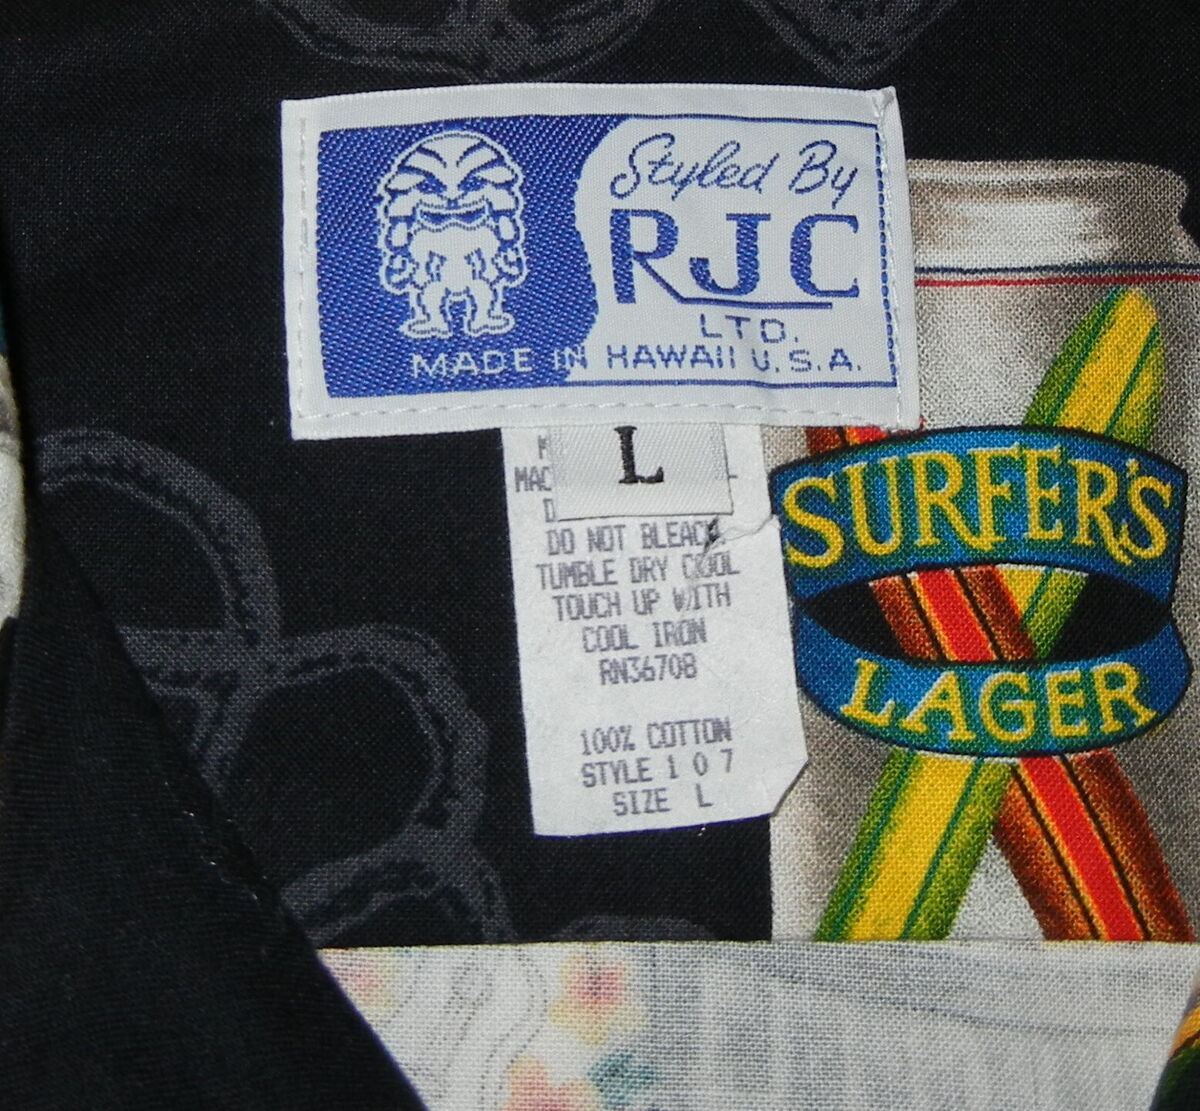 Styled By
RJC
LTD.
MADE IN HAWAII U.S.A.
L
DO NOT BLEACH
TUMBLE DRY COOL
TOUCH UP WITH
COOL IRON
RN36708
100% COTTON
STYLE 107
SIZE L
SURFER'S
LAGER